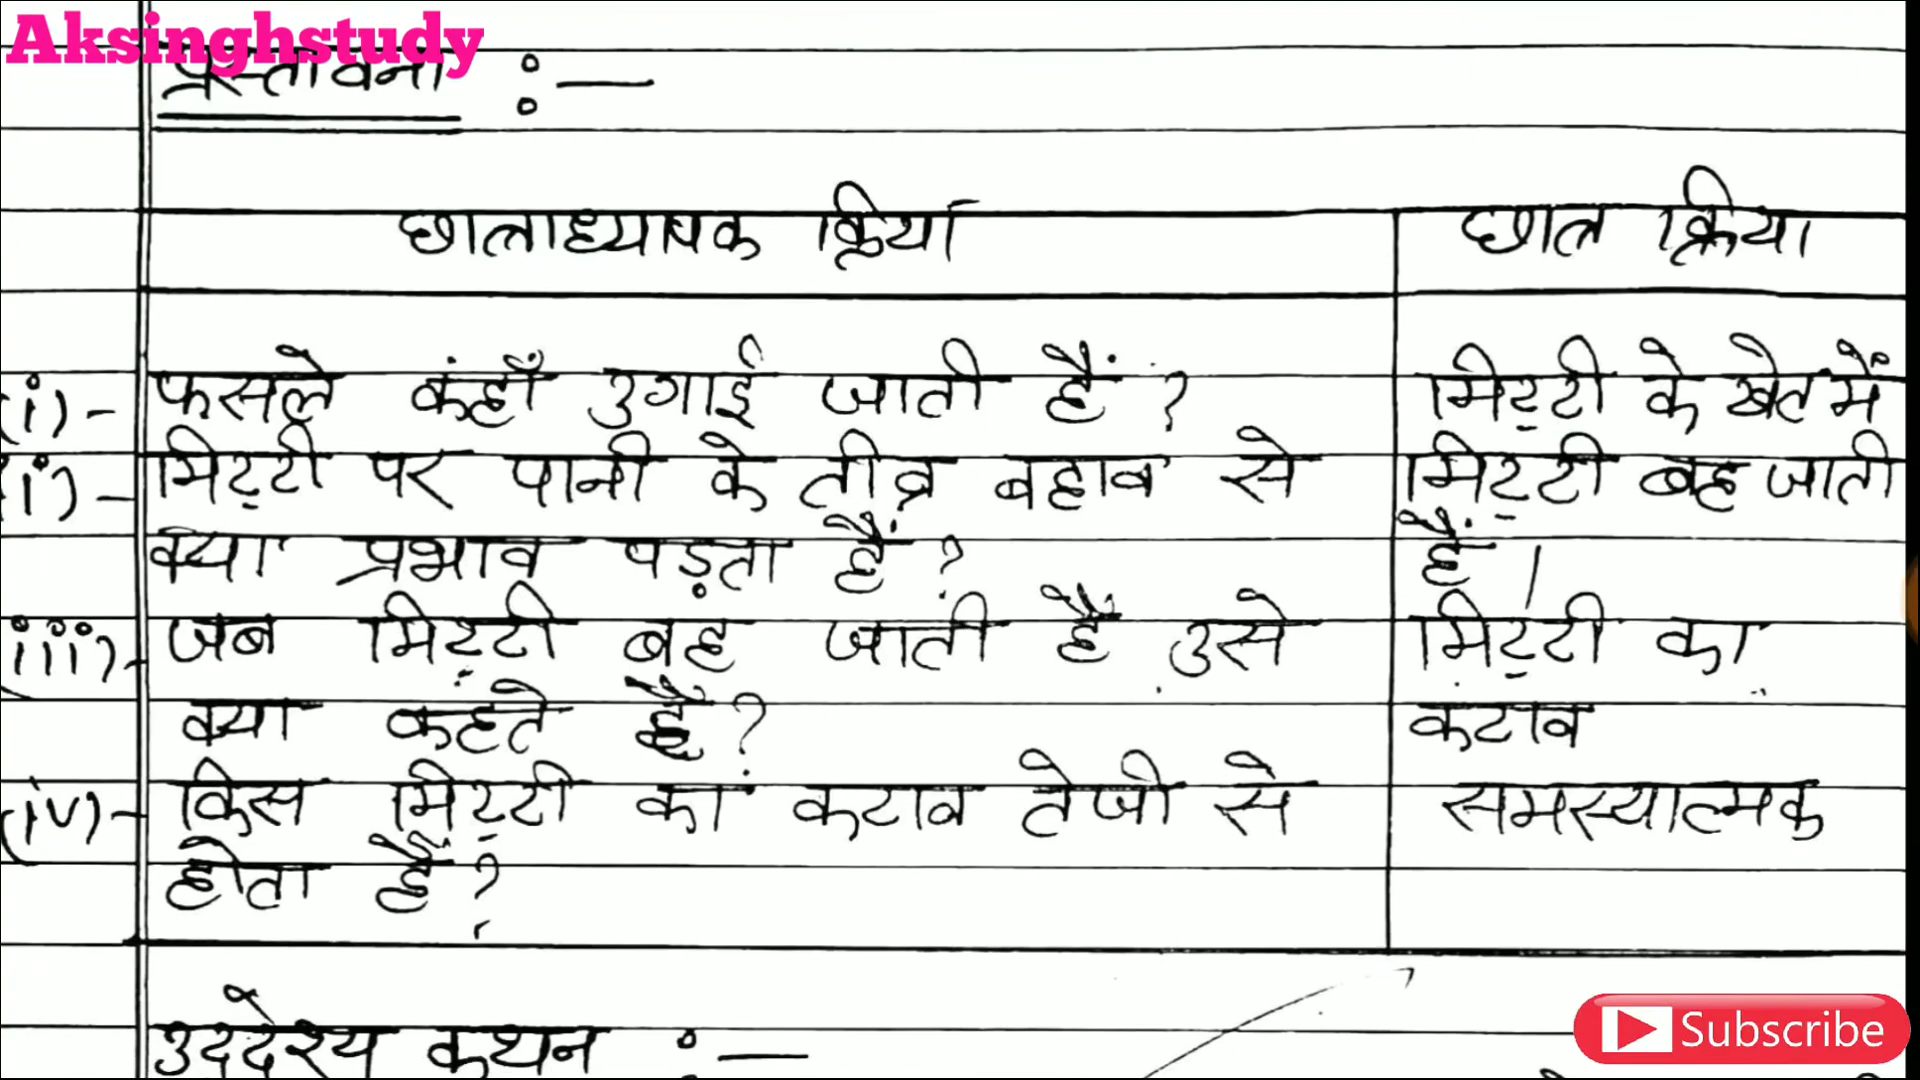 Aksinghstudy
प्रस्तावना :—
छात्राध्यापक क्रिया छात्र क्रिया
(i)- फसले कंहाँ उगाई जाती हैं? मिट्टी के खेत में
(ii)- मिट्टी पर पानी के तीव्र बहाव से मिट्टी बह जाती
क्या प्रभाव पड़ता हैं? हैं।
(iii)- जब मिट्टी बह जाती हैं उसे मिट्टी का
क्या कहते हैं? कटाव
(iv)- किस मिट्टी का कटाव तेजी से समस्यात्मक
होता हैं?
उद्देश्य कथन :—
Subscribe